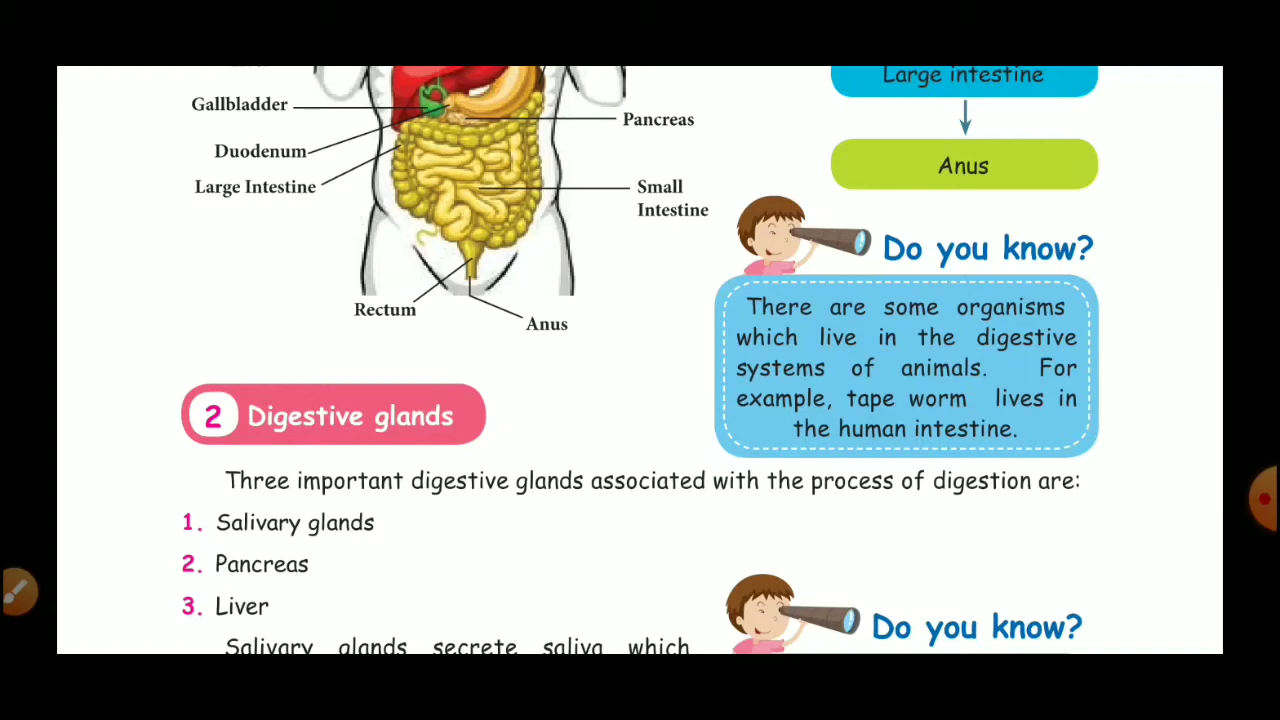 Large intestine
Gallbladder
Pancreas
Duodenum
Large Intestine
Small
Intestine
Anus
Rectum
Anus
Do you know?
There are some organisms
which live in the digestive
systems of animals. For
example, tape worm lives in
the human intestine.
2 Digestive glands
Three important digestive glands associated with the process of digestion are:
1. Salivary glands
2. Pancreas
3. Liver
Salivary glands secrete saliva which
Do you know?